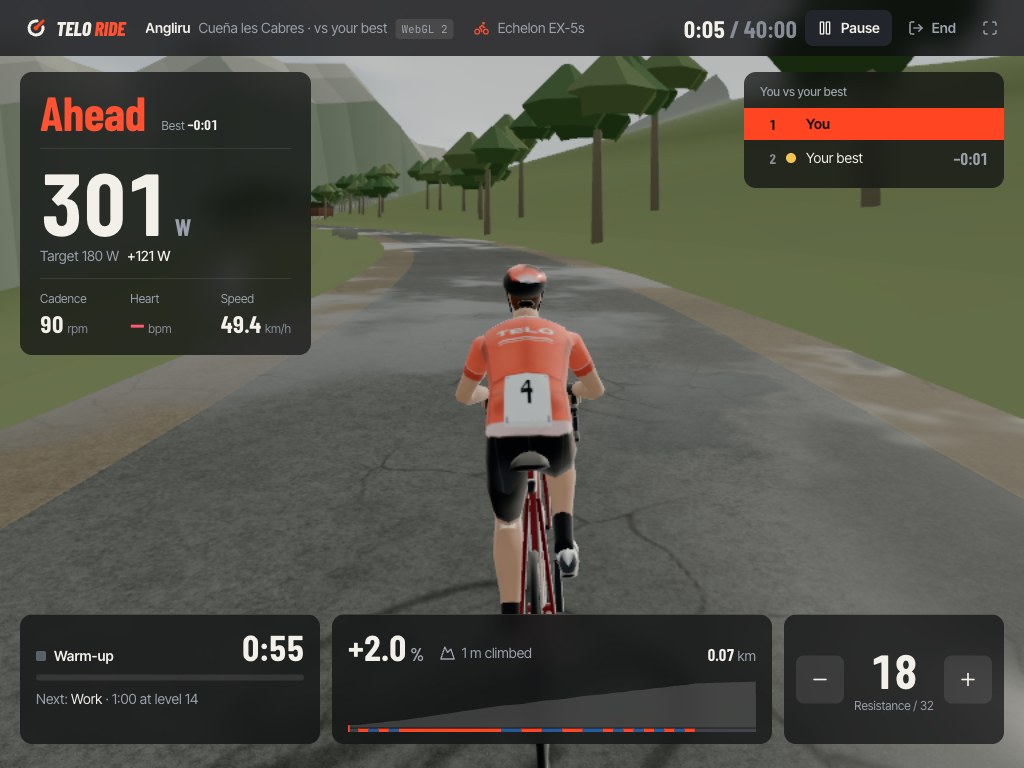 TELO RIDE Angliru Cueña les Cabres · vs your best WebGL 2 Echelon EX-5s 0:05 / 40:00 Pause End
Ahead Best −0:01
301 W
Target 180 W +121 W
Cadence Heart Speed
90 rpm – bpm 49.4 km/h
You vs your best
1 You
2 Your best −0:01
TELO
4
Warm-up 0:55
Next: Work · 1:00 at level 14
+2.0 % 1 m climbed 0.07 km
− 18 +
Resistance / 32